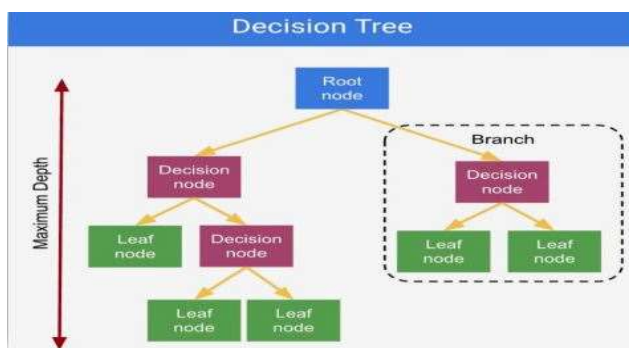 Decision Tree
Root
node
Branch
Decision
node
Decision
node
Maximum Depth
Leaf
node
Decision
node
Leaf
node
Leaf
node
Leaf
node
Leaf
node